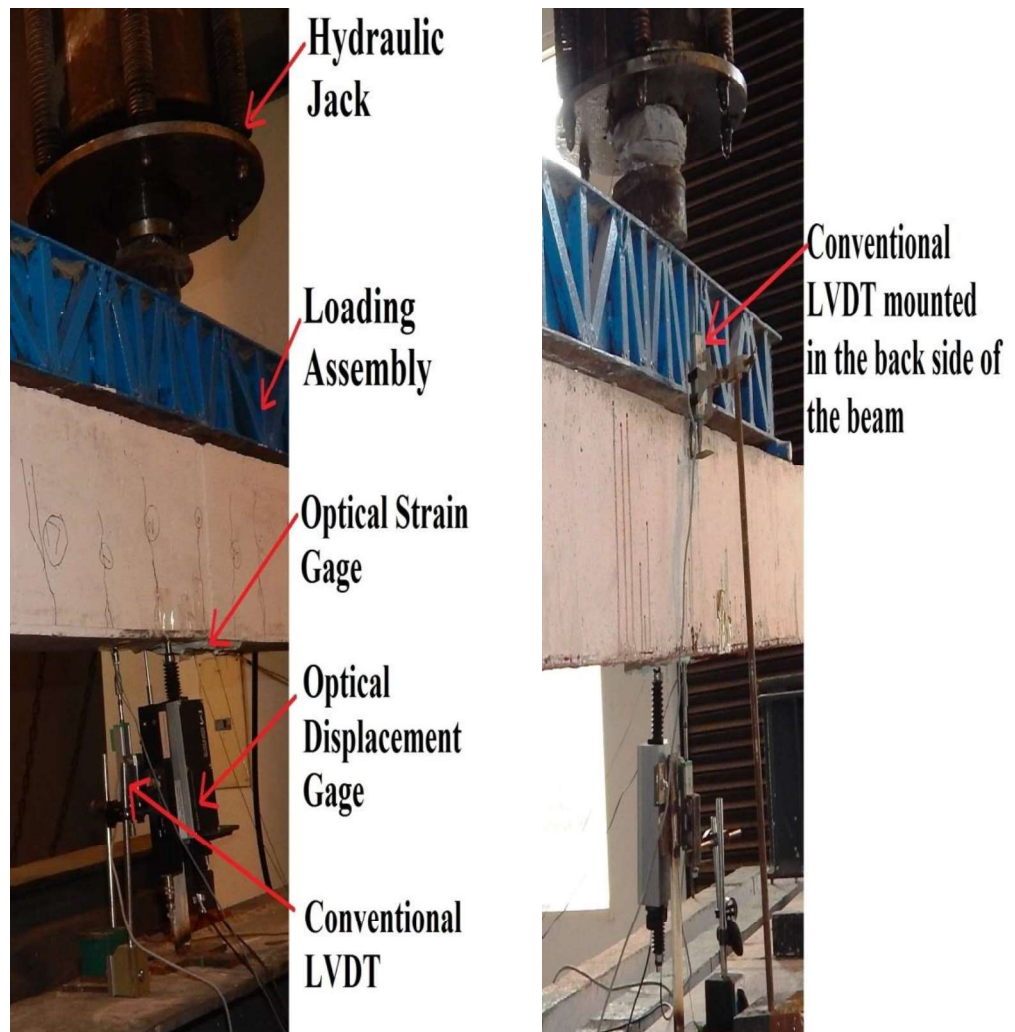 Hydraulic
Jack
Loading
Assembly
Optical Strain
Gage
Optical
Displacement
Gage
Conventional
LVDT
Conventional
LVDT mounted
in the back side of
the beam